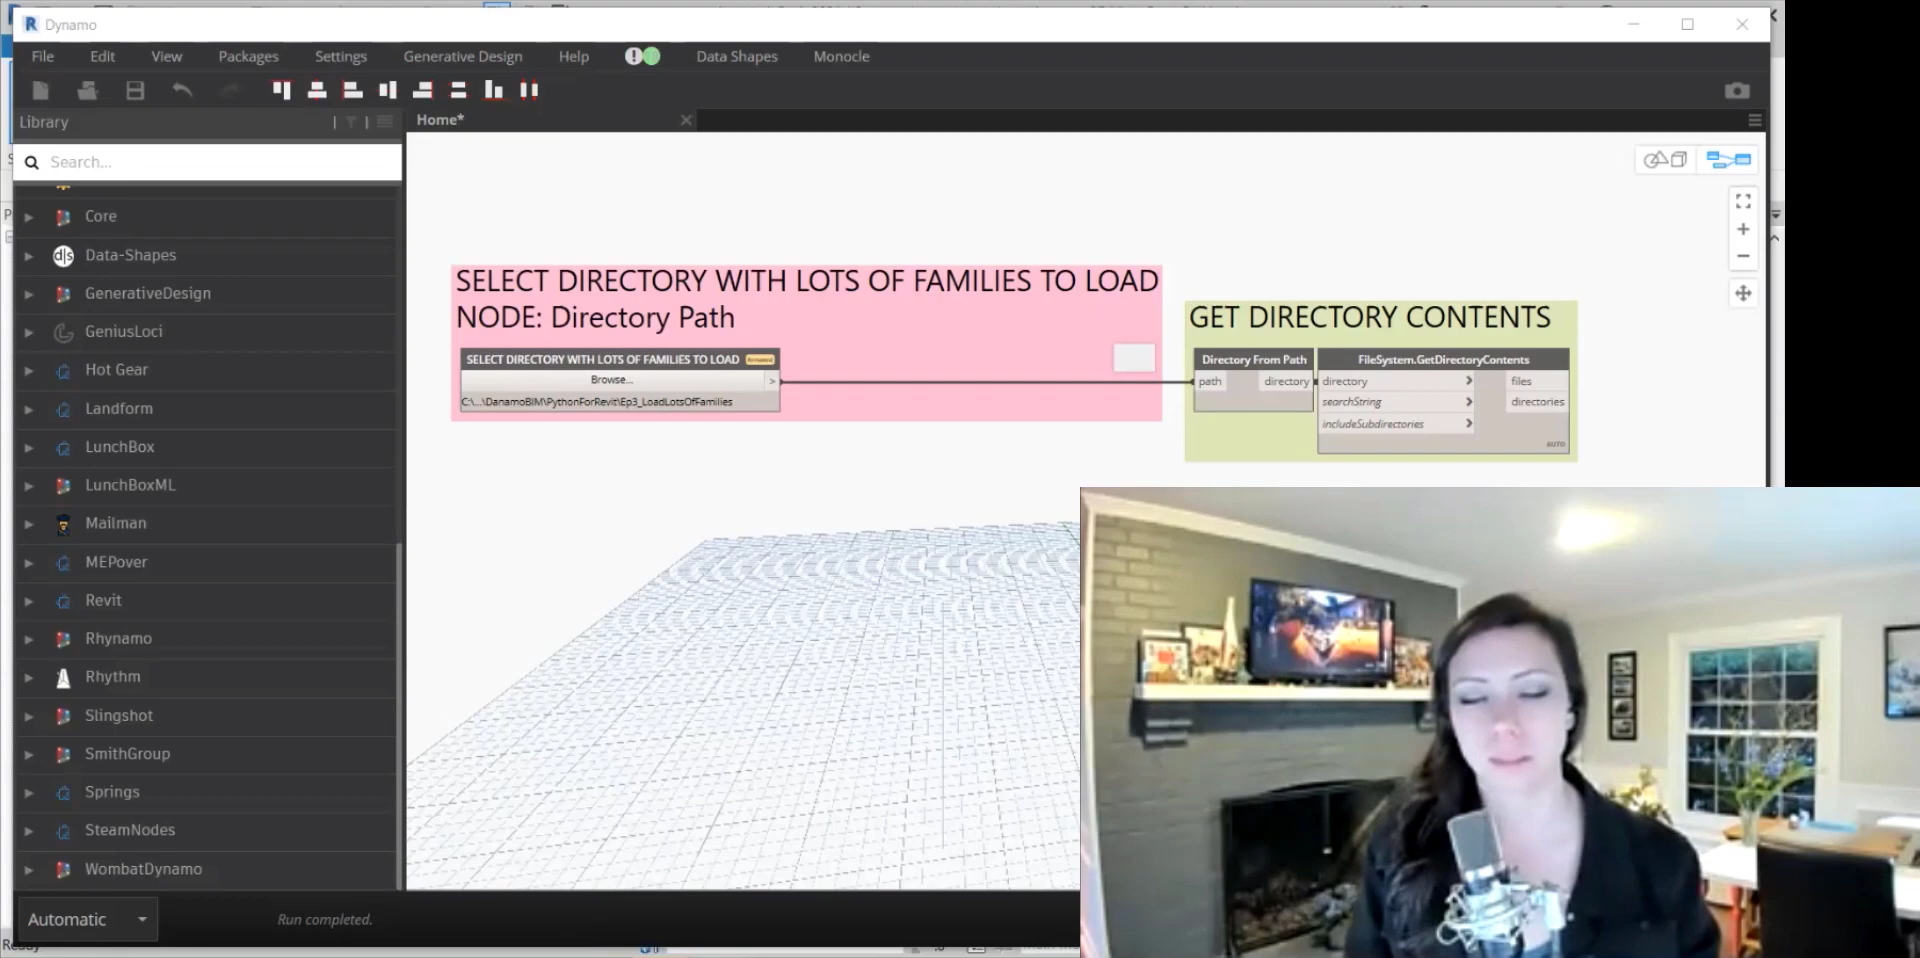 Dynamo
File Edit View Packages Settings Generative Design Help Data Shapes Monocle
Library
Home*
Search...
Core
Data-Shapes
GenerativeDesign
GeniusLoci
Hot Gear
Landform
LunchBox
LunchBoxML
Mailman
MEPover
Revit
Rhynamo
Rhythm
Slingshot
SmithGroup
Springs
SteamNodes
WombatDynamo
SELECT DIRECTORY WITH LOTS OF FAMILIES TO LOAD
NODE: Directory Path
SELECT DIRECTORY WITH LOTS OF FAMILIES TO LOAD Renamed
Browse... >
C:\...\DanamoBIM\PythonForRevit\Ep3_LoadLotsOfFamilies
GET DIRECTORY CONTENTS
Directory From Path
path directory
FileSystem.GetDirectoryContents
directory > files
searchString > directories
includeSubdirectories >
AUTO
Automatic
Run completed.
Ready